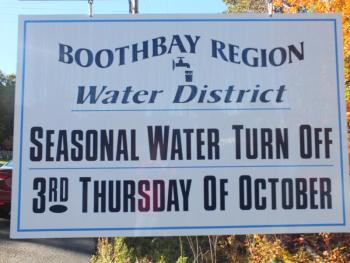 BOOTHBAY REGION
Water District
SEASONAL WATER TURN OFF
3RD THURSDAY OF OCTOBER